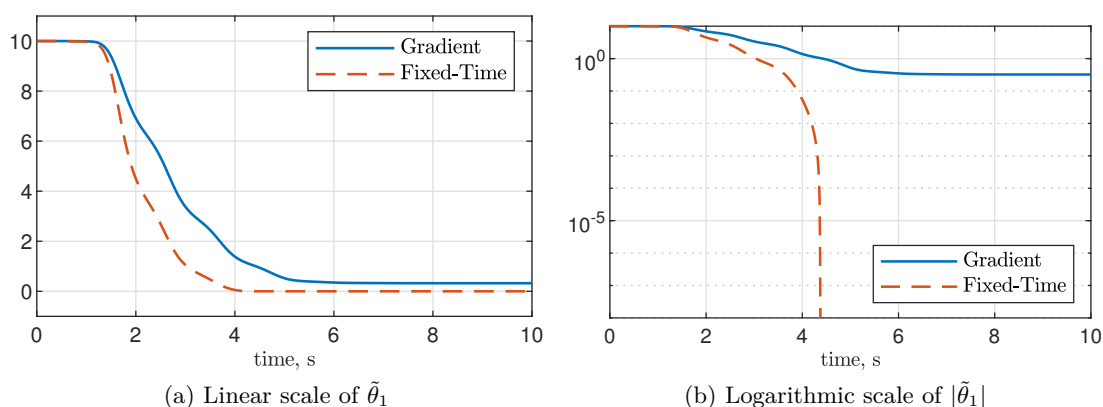 10
8
6
4
2
0
0 2 4 6 8 10
time, s
Gradient
Fixed-Time
(a) Linear scale of θ̃₁
10⁰
10⁻⁵
0 2 4 6 8 10
time, s
Gradient
Fixed-Time
(b) Logarithmic scale of |θ̃₁|